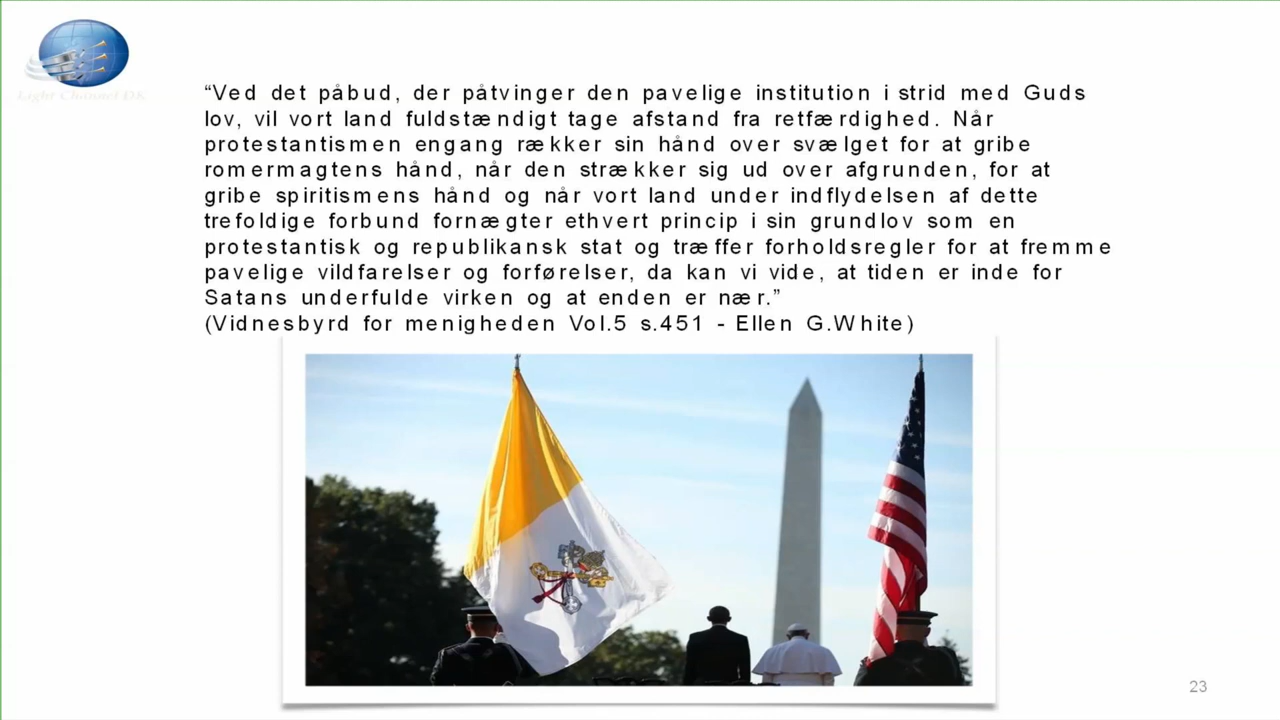 Light Channel DK
“Ved det påbud, der påtvinger den pavelige institution i strid med Guds
lov, vil vort land fuldstændigt tage afstand fra retfærdighed. Når
protestantismen engang rækker sin hånd over svælget for at gribe
romermagtens hånd, når den strækker sig ud over afgrunden, for at
gribe spiritismens hånd og når vort land under indflydelsen af dette
trefoldige forbund fornægter ethvert princip i sin grundlov som en
protestantisk og republikansk stat og træffer forholdsregler for at fremme
pavelige vildfarelser og forførelser, da kan vi vide, at tiden er inde for
Satans underfulde virken og at enden er nær.”
(Vidnesbyrd for menigheden Vol.5 s.451 - Ellen G.White)
23